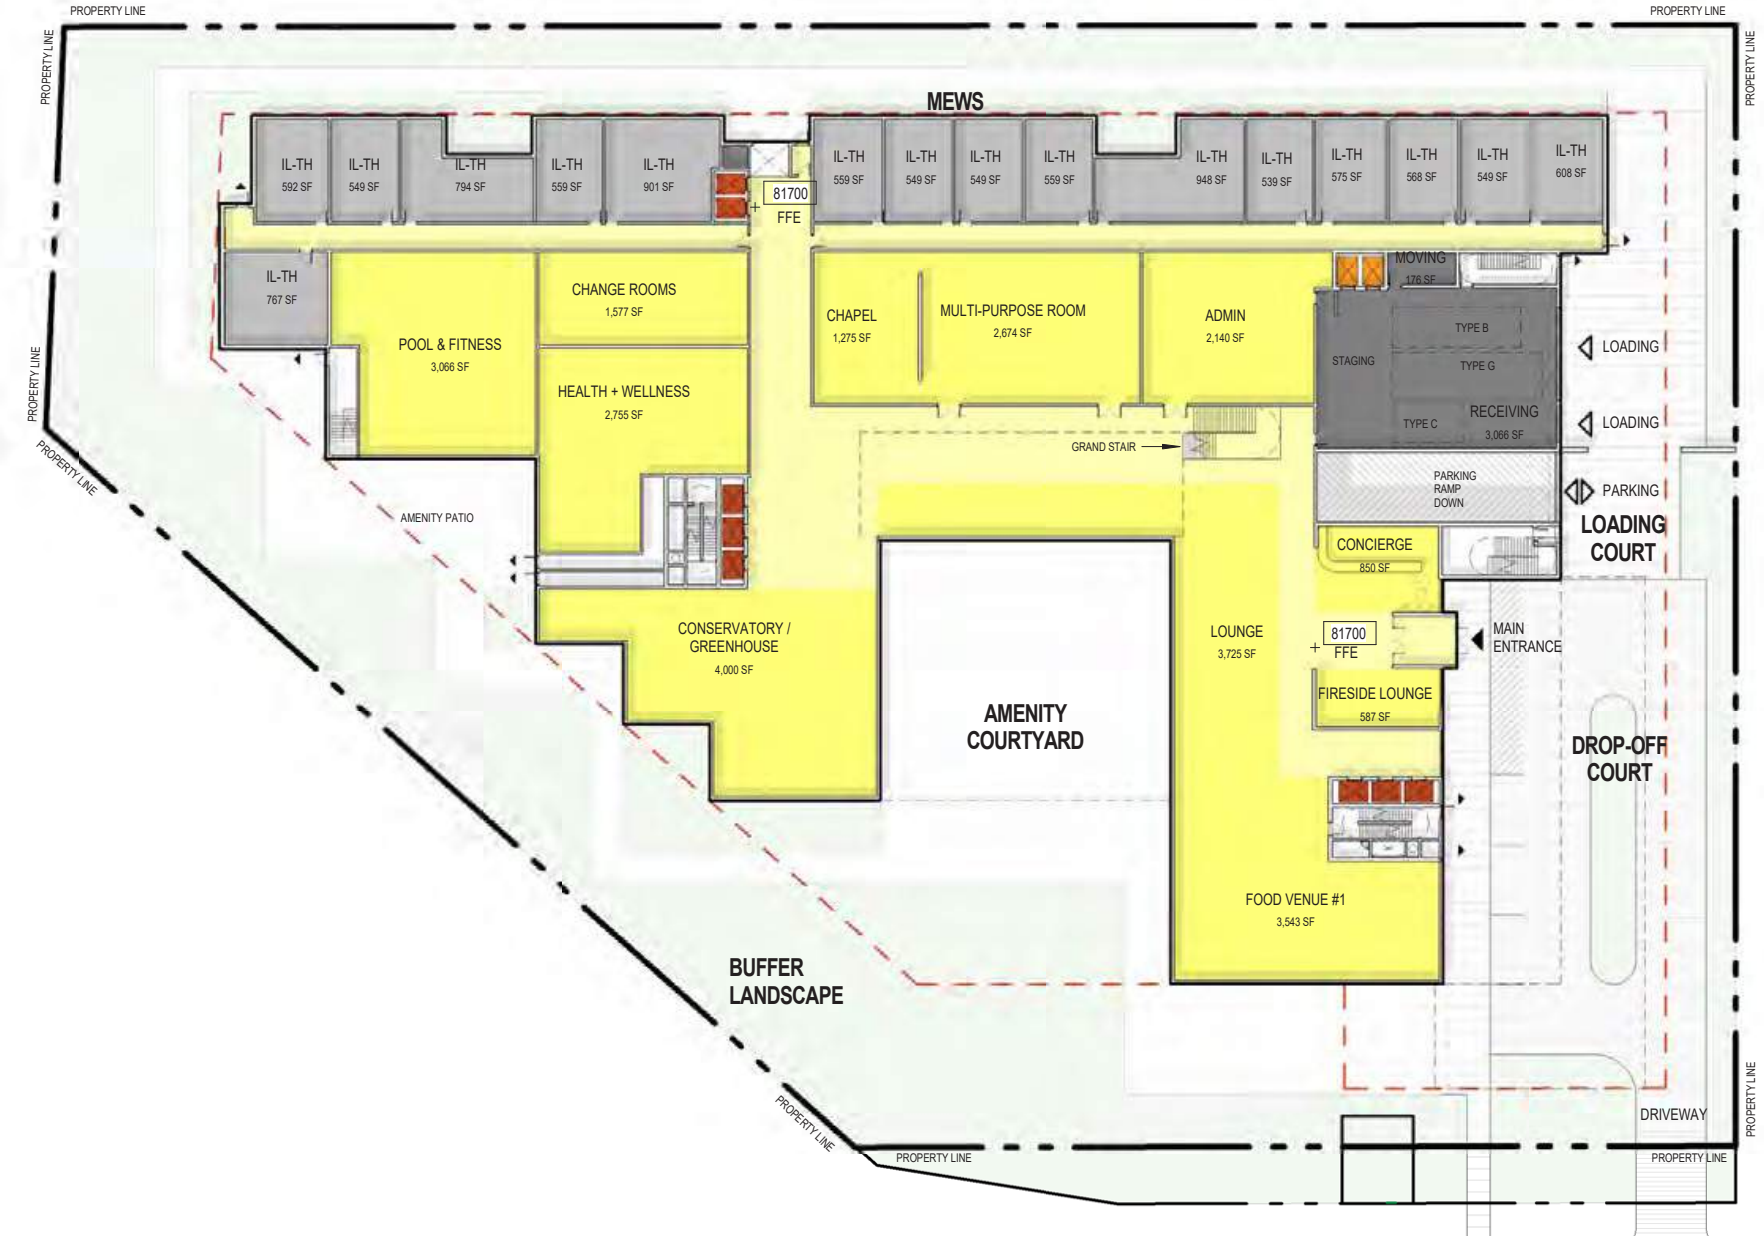 PROPERTY LINE
PROPERTY LINE
PROPERTY LINE
PROPERTY LINE
MEWS
IL-TH
592 SF
IL-TH
549 SF
IL-TH
794 SF
IL-TH
559 SF
IL-TH
901 SF
IL-TH
559 SF
IL-TH
549 SF
IL-TH
549 SF
IL-TH
559 SF
IL-TH
948 SF
IL-TH
539 SF
IL-TH
575 SF
IL-TH
568 SF
IL-TH
549 SF
IL-TH
608 SF
81700
FFE
IL-TH
767 SF
POOL & FITNESS
3,066 SF
CHANGE ROOMS
1,577 SF
HEALTH + WELLNESS
2,755 SF
CHAPEL
1,275 SF
MULTI-PURPOSE ROOM
2,674 SF
ADMIN
2,140 SF
MOVING
176 SF
STAGING
TYPE B
TYPE G
TYPE C
RECEIVING
3,066 SF
LOADING
LOADING
PARKING
LOADING
COURT
PROPERTY LINE
PROPERTY LINE
GRAND STAIR
PARKING
RAMP
DOWN
AMENITY PATIO
CONCIERGE
850 SF
CONSERVATORY /
GREENHOUSE
4,000 SF
LOUNGE
3,725 SF
81700
FFE
MAIN
ENTRANCE
FIRESIDE LOUNGE
587 SF
AMENITY
COURTYARD
DROP-OFF
COURT
FOOD VENUE #1
3,543 SF
BUFFER
LANDSCAPE
PROPERTY LINE
DRIVEWAY
PROPERTY LINE
PROPERTY LINE
PROPERTY LINE